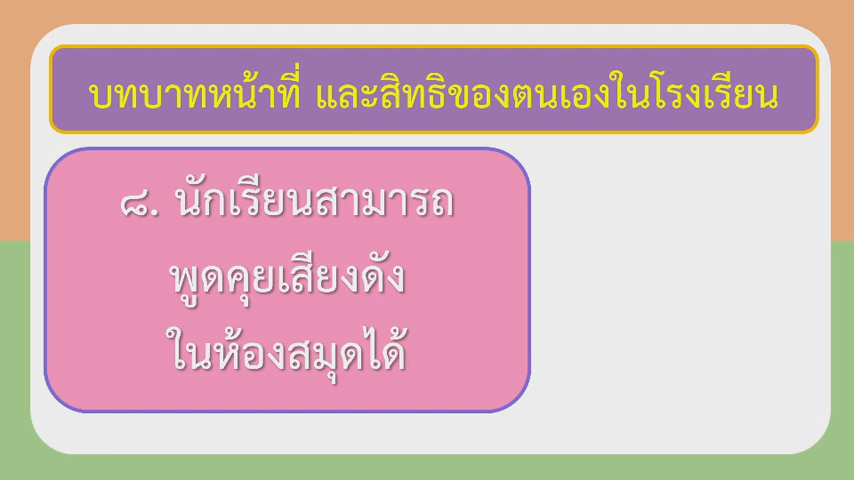 บทบาทหน้าที่ และสิทธิของตนเองในโรงเรียน
๘. นักเรียนสามารถ
พูดคุยเสียงดัง
ในห้องสมุดได้